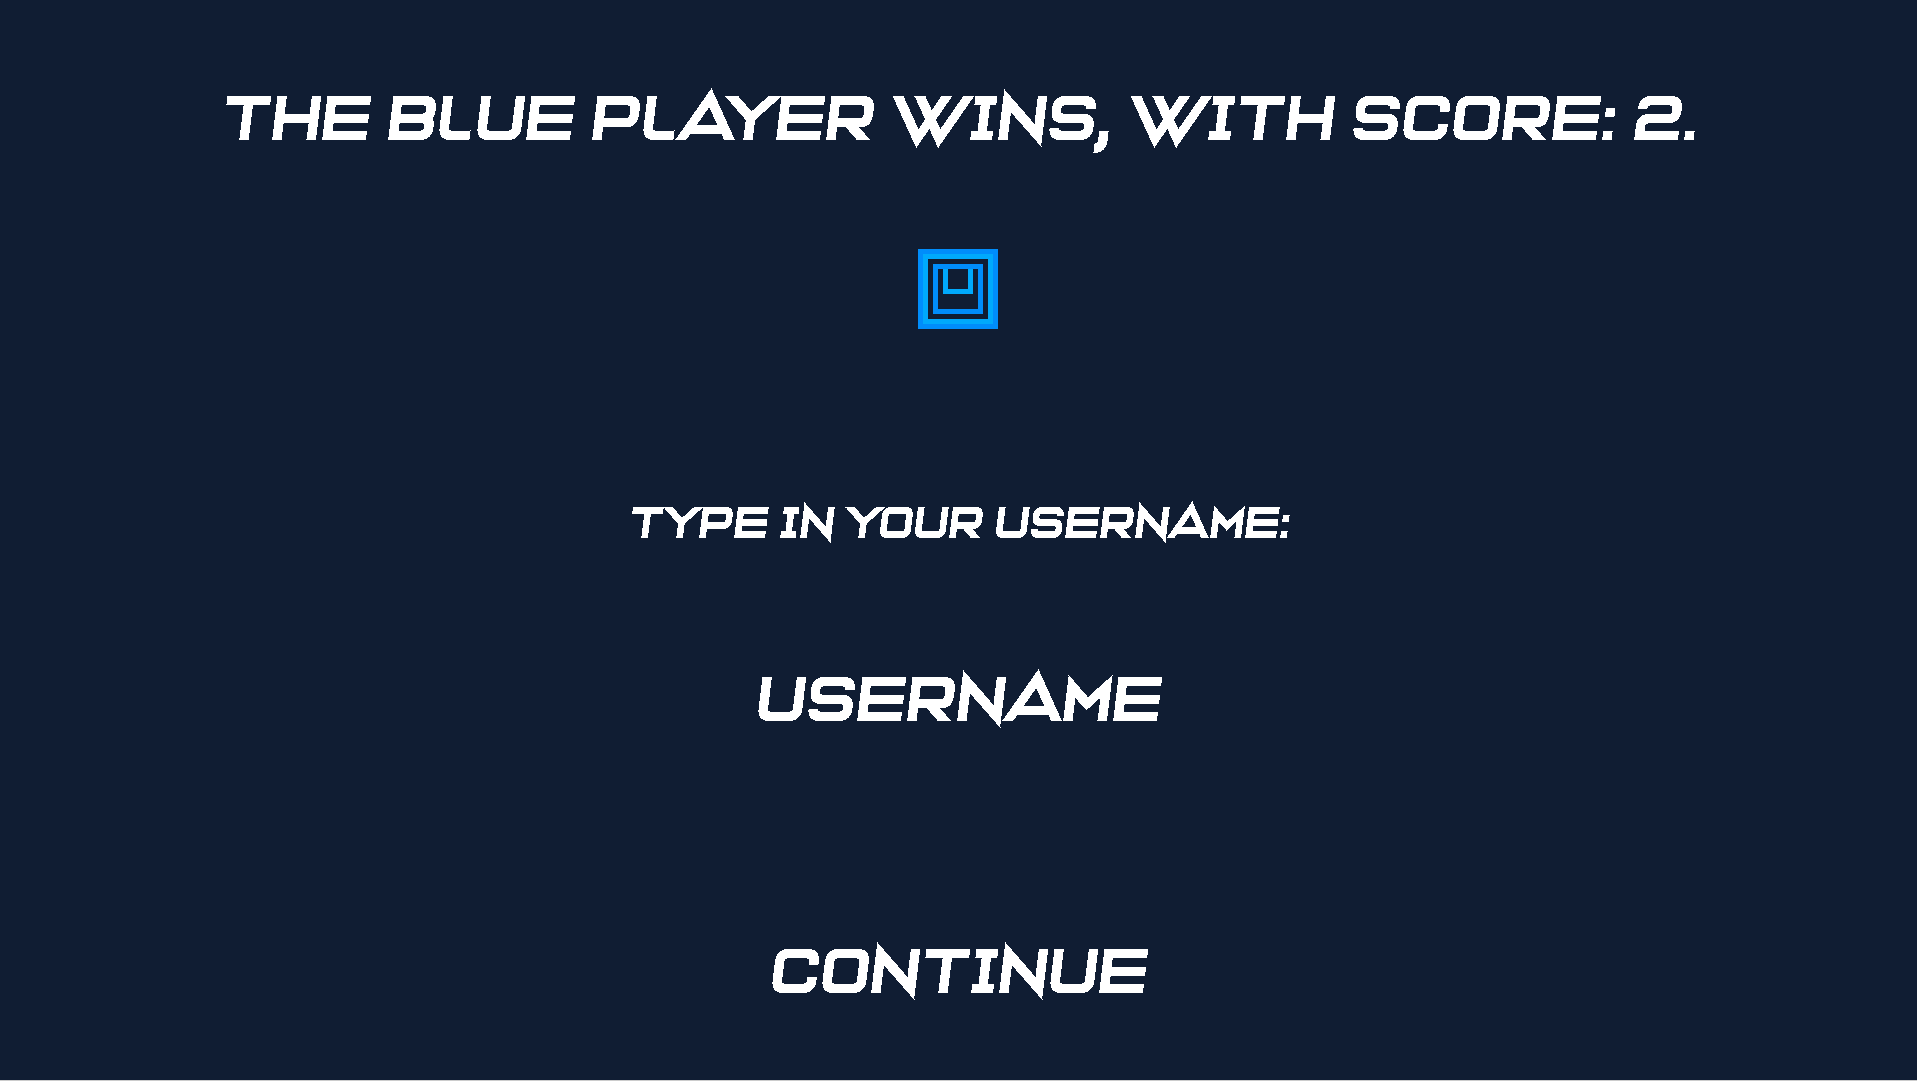 THE BLUE PLAYER WINS, WITH SCORE: 2.
TYPE IN YOUR USERNAME:
USERNAME
CONTINUE